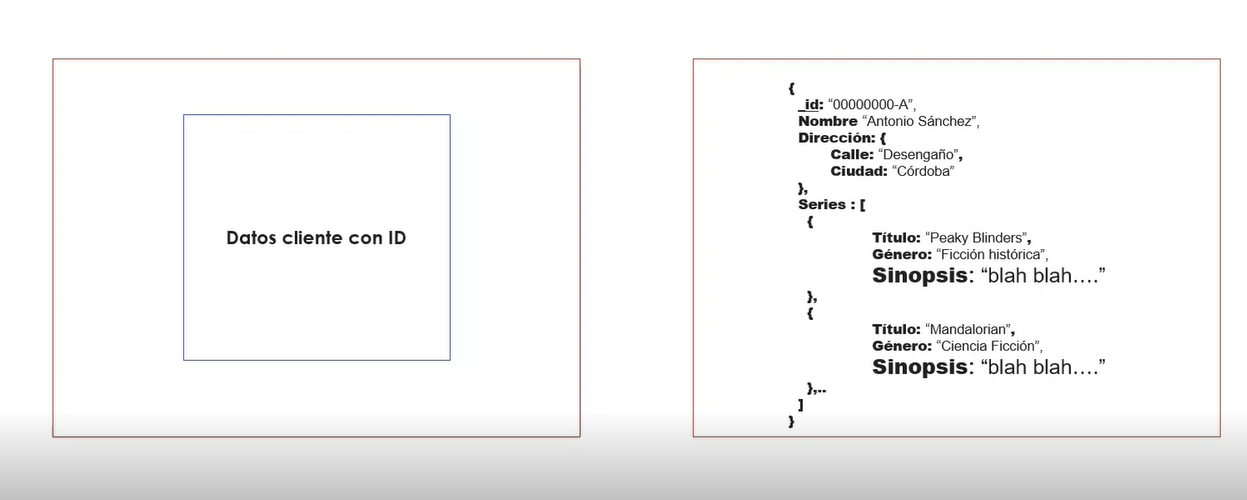 Datos cliente con ID
{
_id: “00000000-A”,
Nombre “Antonio Sánchez”,
Dirección: {
Calle: “Desengaño”,
Ciudad: “Córdoba”
},
Series : [
{
Título: “Peaky Blinders”,
Género: “Ficción histórica”,
Sinopsis: “blah blah….”
},
{
Título: “Mandalorian”,
Género: “Ciencia Ficción”,
Sinopsis: “blah blah….”
},..
]
}